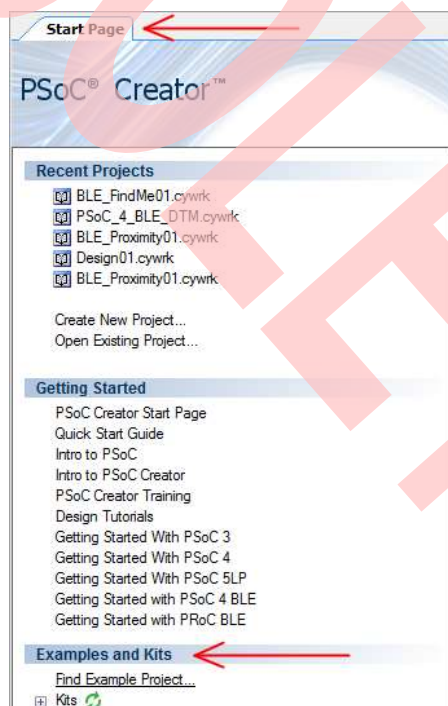 Start Page
PSoC® Creator™
Recent Projects
BLE_FindMe01.cywrk
PSoC_4_BLE_DTM.cywrk
BLE_Proximity01.cywrk
Design01.cywrk
BLE_Proximity01.cywrk
Create New Project...
Open Existing Project...
Getting Started
PSoC Creator Start Page
Quick Start Guide
Intro to PSoC
Intro to PSoC Creator
PSoC Creator Training
Design Tutorials
Getting Started With PSoC 3
Getting Started With PSoC 4
Getting Started With PSoC 5LP
Getting Started with PSoC 4 BLE
Getting Started with PRoC BLE
Examples and Kits
Find Example Project...
Kits